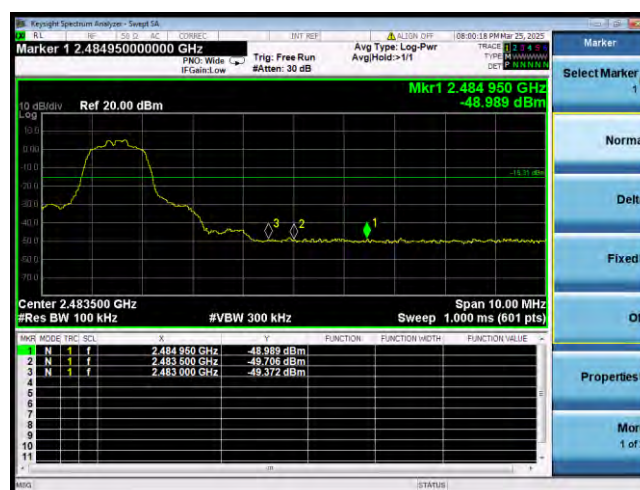 Keysight Spectrum Analyzer - Swept SA
RL RF 50 Ω AC CORREC INT REF ALIGN OFF 08:00:18 PM Mar 25, 2025
Marker 1 2.484950000000 GHz
PNO: Wide
IFGain:Low
Trig: Free Run
#Atten: 30 dB
Avg Type: Log-Pwr
Avg|Hold:>1/1
TRACE 1 2 3 4 5 6
TYPE M WWWWW
DET P N N N N N
Mkr1 2.484 950 GHz
-48.989 dBm
10 dB/div Ref 20.00 dBm
Log
10.0
0.00
-10.0
-20.0
-30.0
-40.0
-50.0
-60.0
-70.0
3 2 1
Center 2.483500 GHz
#Res BW 100 kHz
#VBW 300 kHz
Span 10.00 MHz
Sweep 1.000 ms (601 pts)
MKR MODE TRC SCL X Y FUNCTION FUNCTION WIDTH FUNCTION VALUE
1 N 1 f 2.484 950 GHz -48.989 dBm
2 N 1 f 2.483 500 GHz -49.706 dBm
3 N 1 f 2.483 000 GHz -49.372 dBm
4
5
6
7
8
9
10
11
MSG STATUS
Marker
Select Marker
1
Norma
Delt
Fixed
Properties
Mor
1 of